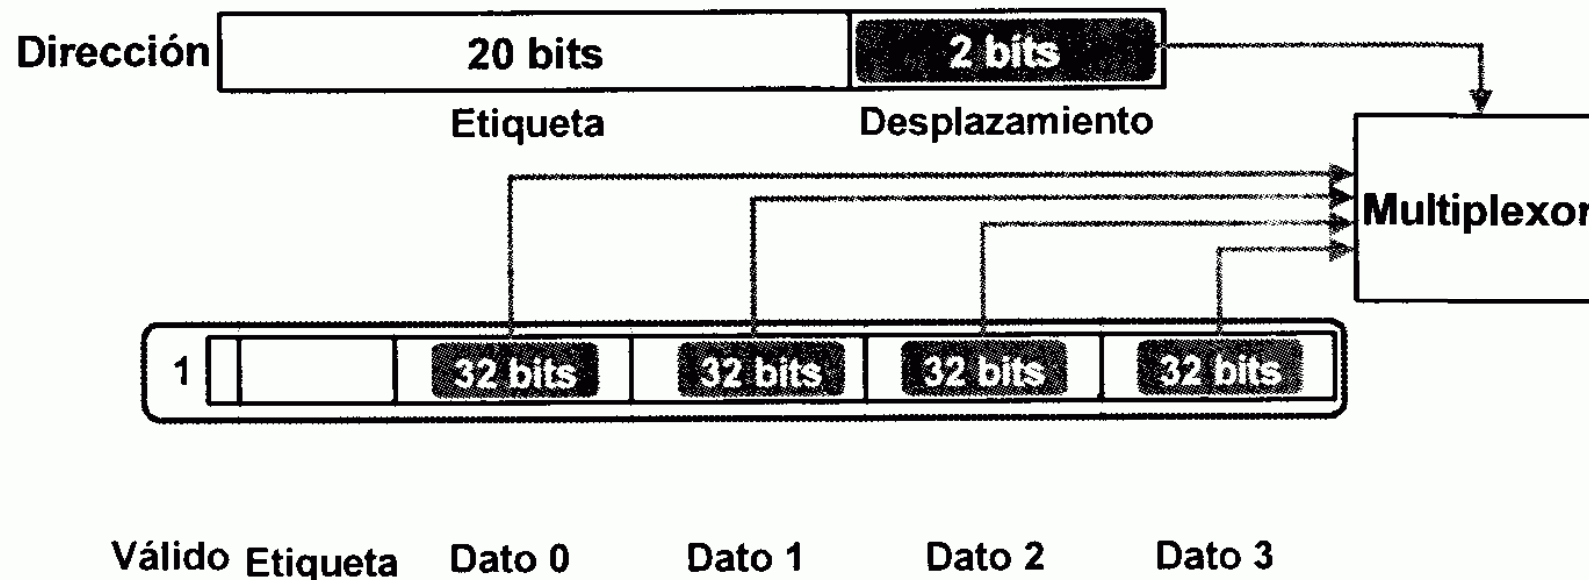 Dirección 20 bits 2 bits
Etiqueta Desplazamiento
Multiplexor
1 32 bits 32 bits 32 bits 32 bits
Válido Etiqueta Dato 0 Dato 1 Dato 2 Dato 3